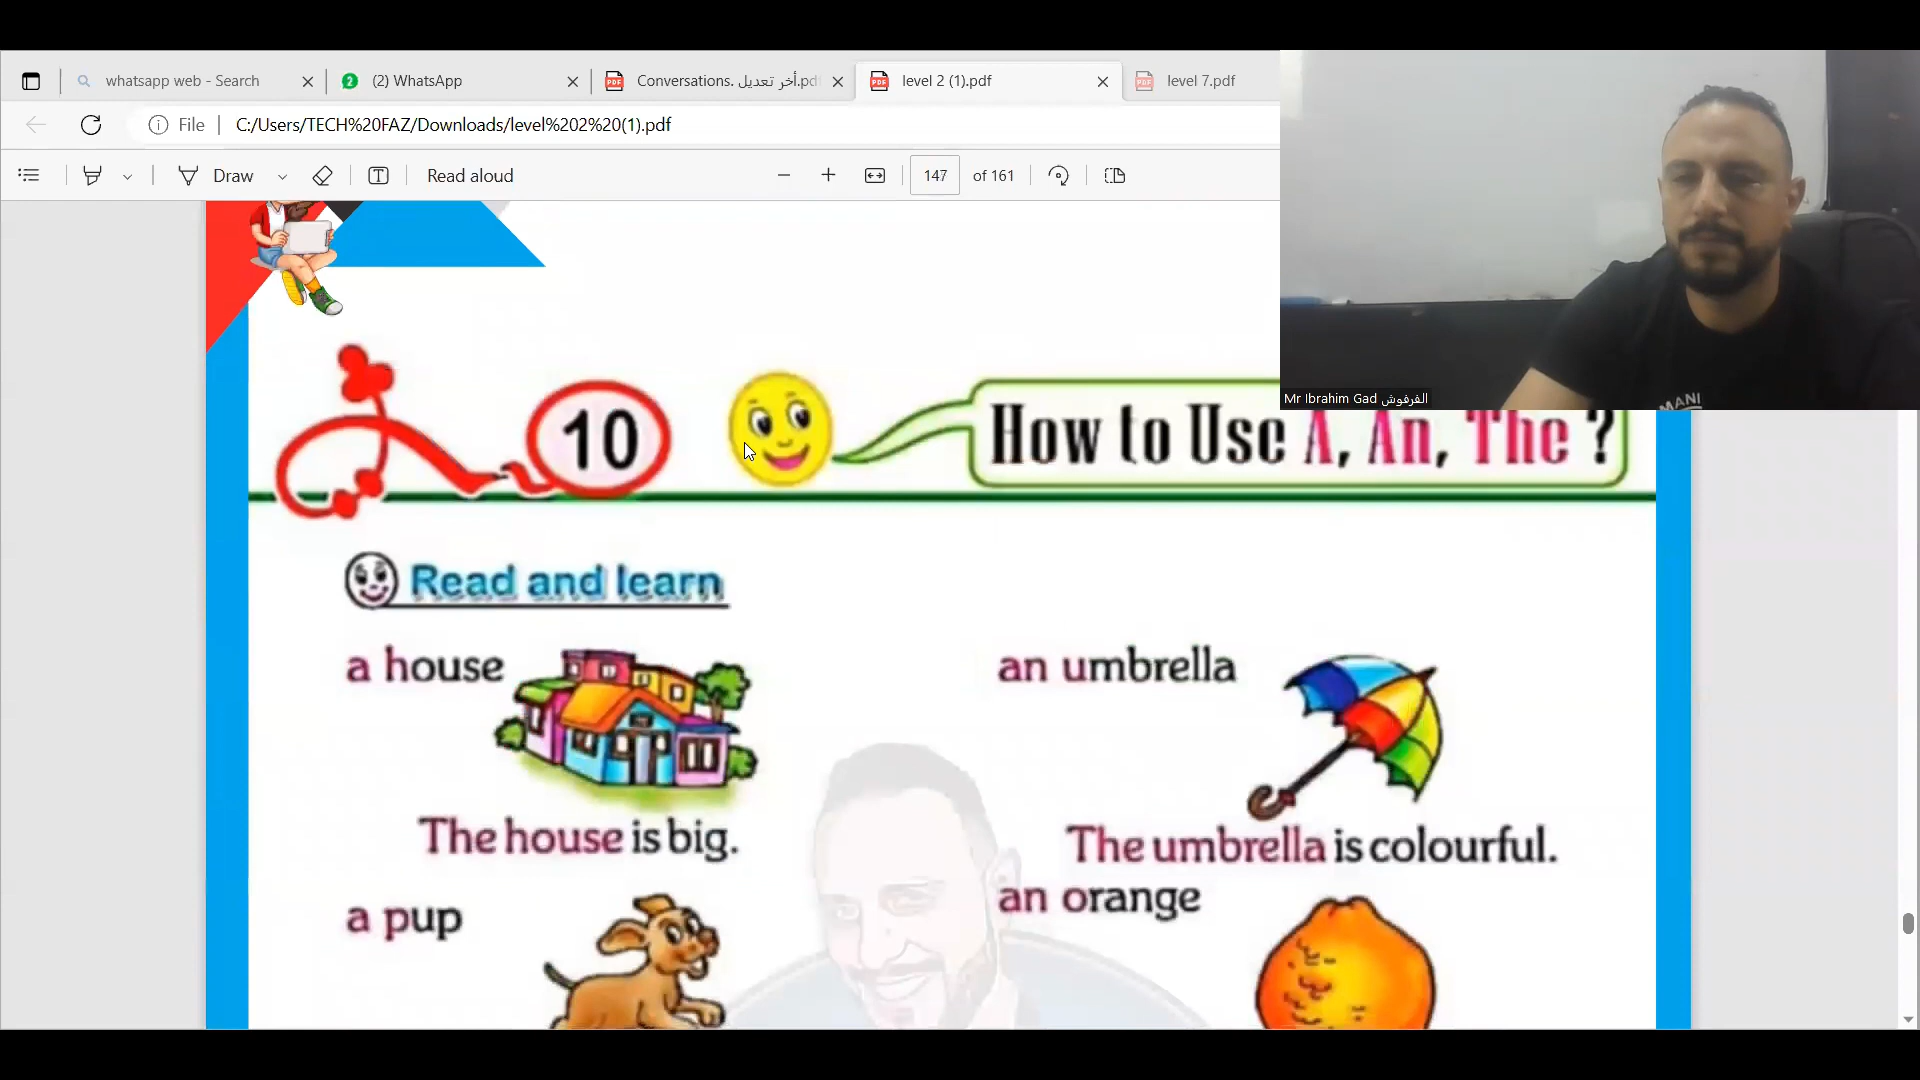 whatsapp web - Search
(2) WhatsApp
Conversations. أخر تعديل.pd
level 2 (1).pdf
level 7.pdf
File
C:/Users/TECH%20FAZ/Downloads/level%202%20(1).pdf
Draw
Read aloud
147 of 161
MANI
Mr Ibrahim Gad الفرفوش
10
How to Use A, An, The ?
Read and learn
a house
an umbrella
The house is big.
The umbrella is colourful.
a pup
an orange